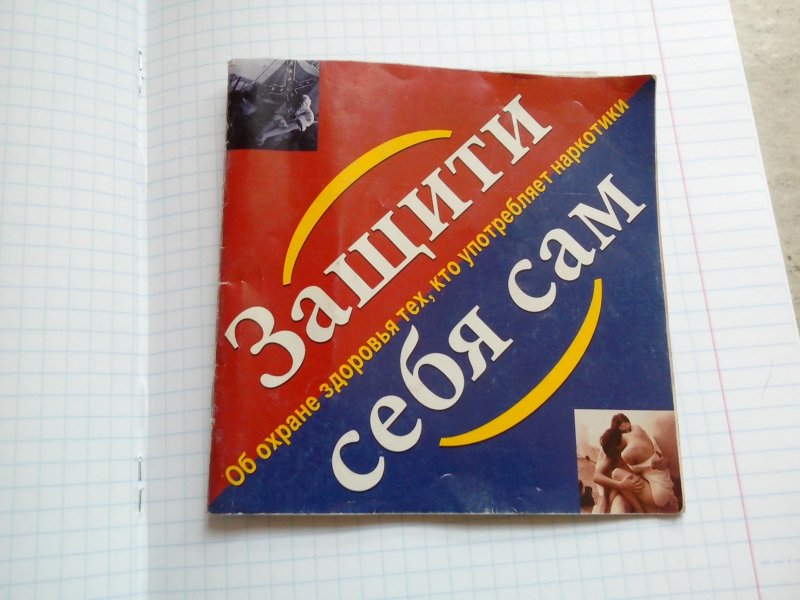 Защити
Об охране здоровья тех, кто употребляет наркотики
себя сам